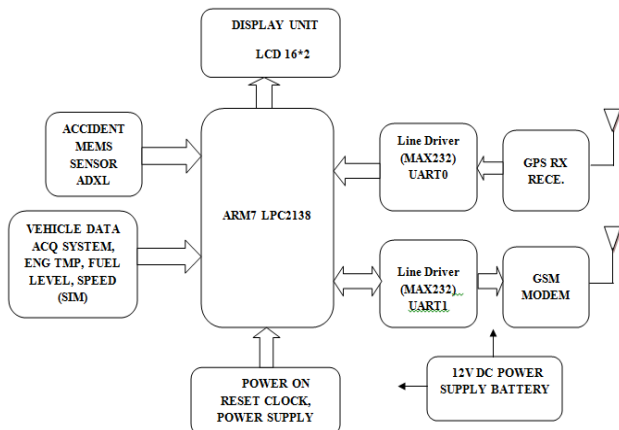 DISPLAY UNIT
LCD 16*2
ACCIDENT
MEMS
SENSOR
ADXL
ARM7 LPC2138
Line Driver
(MAX232)
UART0
GPS RX
RECE.
VEHICLE DATA
ACQ SYSTEM,
ENG TMP, FUEL
LEVEL, SPEED
(SIM)
Line Driver
(MAX232)
UART1
GSM
MODEM
POWER ON
RESET CLOCK,
POWER SUPPLY
12V DC POWER
SUPPLY BATTERY